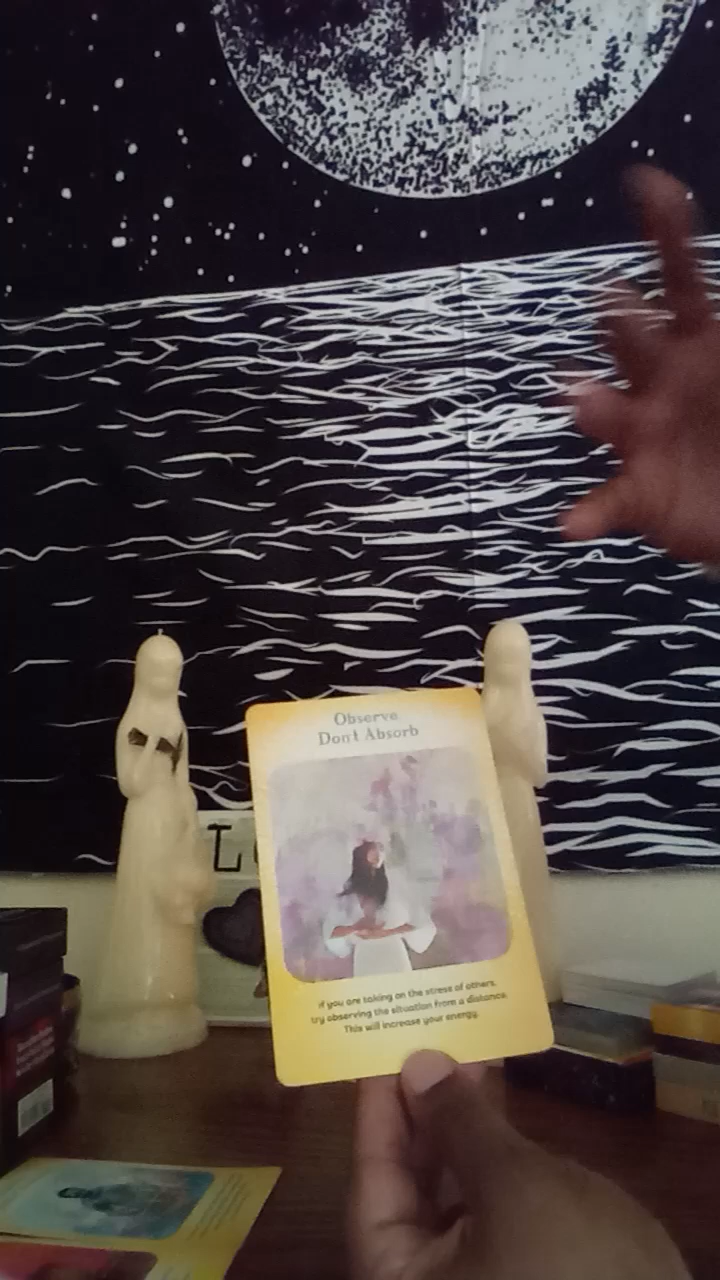 Observe,
Don't Absorb
L
if you are taking on the stress of others,
try observing the situation from a distance.
This will increase your energy.